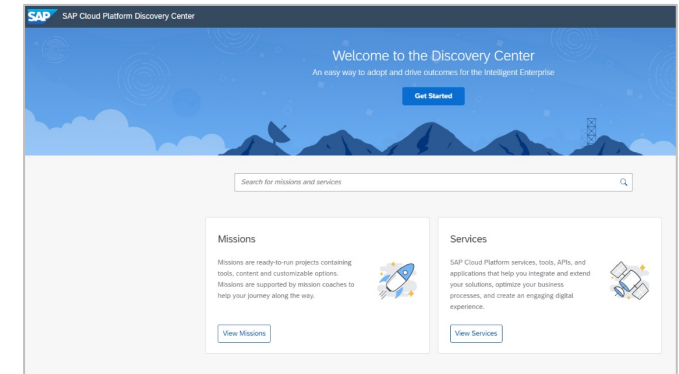 SAP SAP Cloud Platform Discovery Center
Welcome to the Discovery Center
An easy way to adopt and drive outcomes for the Intelligent Enterprise
Get Started
Search for missions and services
Missions
Missions are ready-to-run projects containing
tools, content and customizable options.
Missions are supported by mission coaches to
help your journey along the way.
View Missions
Services
SAP Cloud Platform services, tools, APIs, and
applications that help you integrate and extend
your solutions, optimize your business
processes, and create an engaging digital
experience.
View Services